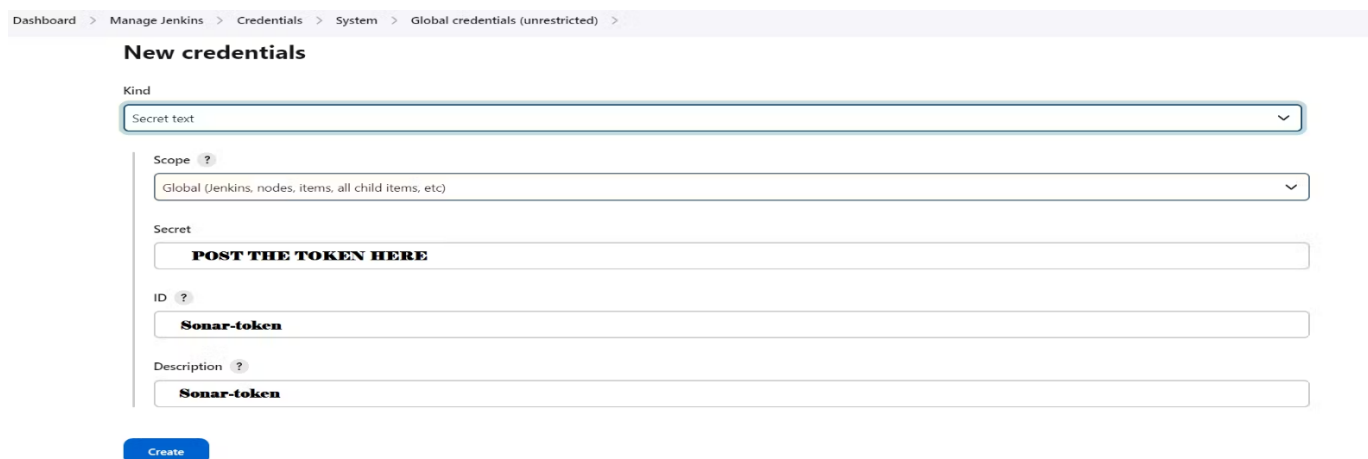 Dashboard > Manage Jenkins > Credentials > System > Global credentials (unrestricted) >
New credentials
Kind
Secret text
Scope ?
Global (Jenkins, nodes, items, all child items, etc)
Secret
POST THE TOKEN HERE
ID ?
Sonar-token
Description ?
Sonar-token
Create